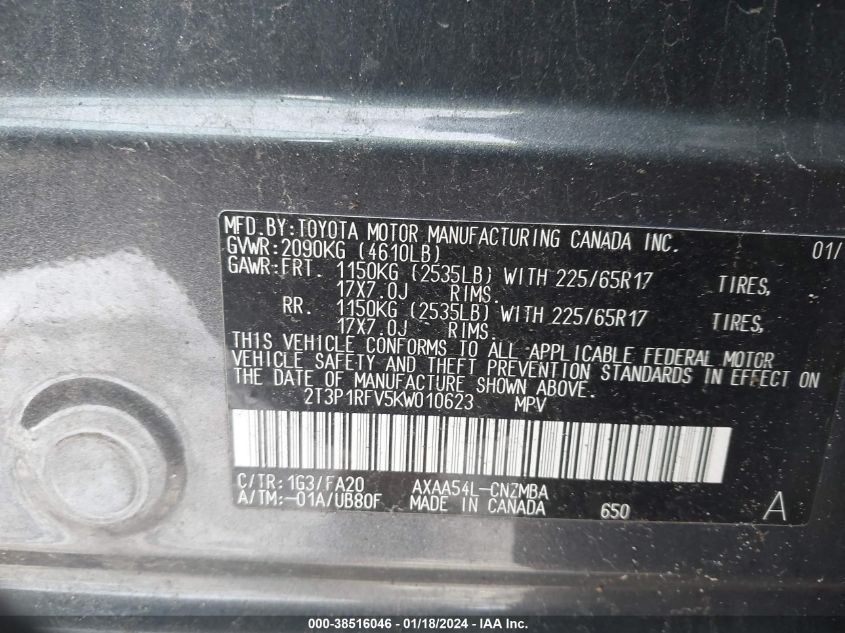 MFD.BY:TOYOTA MOTOR MANUFACTURING CANADA INC. 01/
GVWR:2090KG (4610LB)
GAWR:FRT. 1150KG (2535LB) WITH 225/65R17 TIRES,
17X7.0J RIMS.
RR. 1150KG (2535LB) WITH 225/65R17 TIRES,
17X7.0J RIMS.
THIS VEHICLE CONFORMS TO ALL APPLICABLE FEDERAL MOTOR
VEHICLE SAFETY AND THEFT PREVENTION STANDARDS IN EFFECT ON
THE DATE OF MANUFACTURE SHOWN ABOVE.
2T3P1RFV5KW010623 MPV
C/TR:1G3/FA20 AXAA54L-CNZMBA
A/TM:-01A/UB80F MADE IN CANADA 650 A
000-38516046 - 01/18/2024 - IAA Inc.